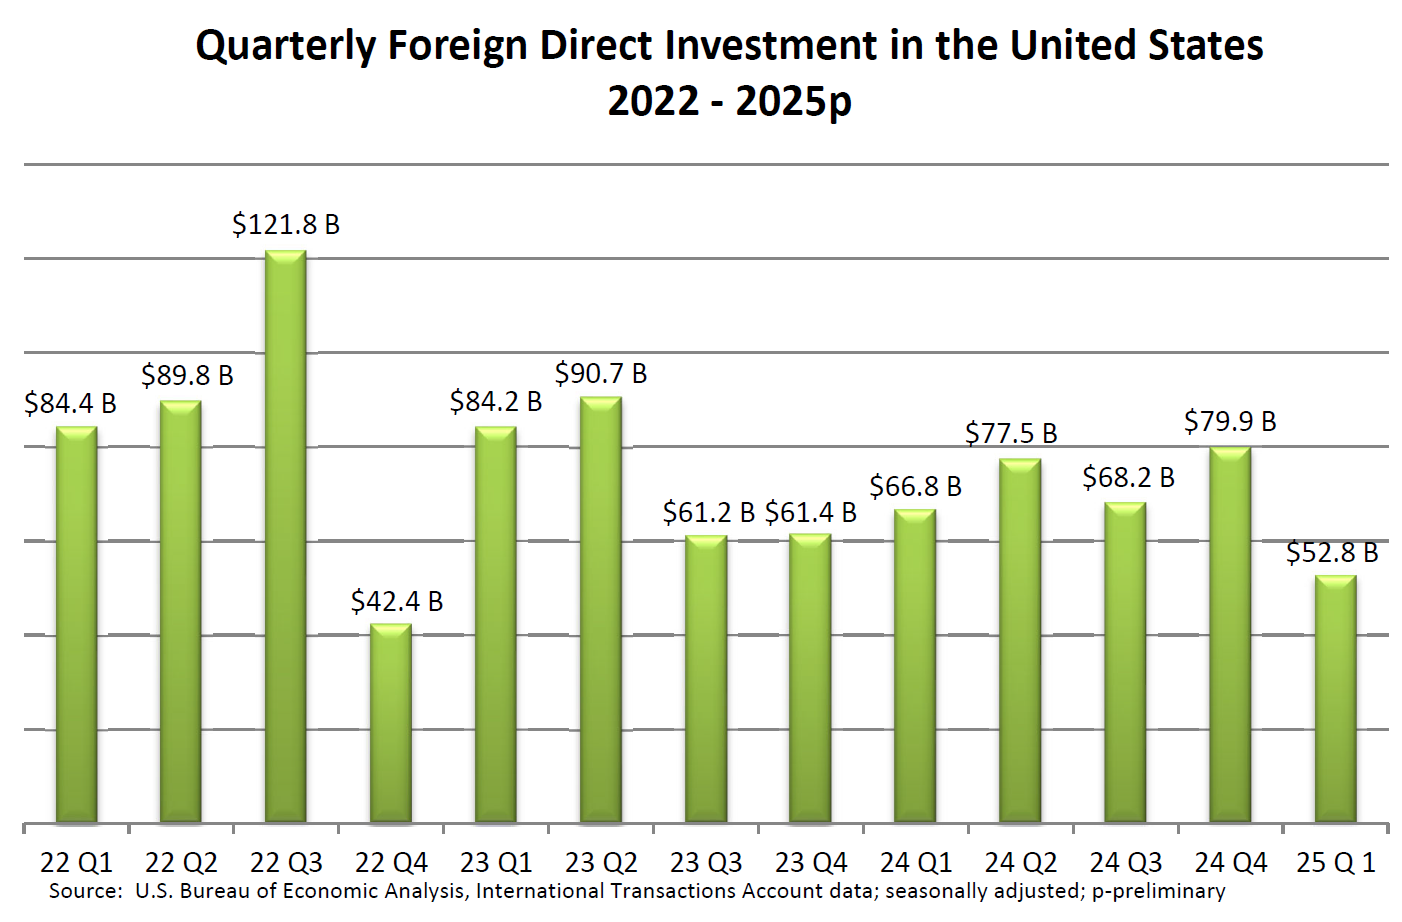 Quarterly Foreign Direct Investment in the United States
2022 - 2025p
$121.8 B
$89.8 B
$90.7 B
$84.4 B
$84.2 B
$79.9 B
$77.5 B
$68.2 B
$66.8 B
$61.2 B
$61.4 B
$52.8 B
$42.4 B
22 Q1 22 Q2 22 Q3 22 Q4 23 Q1 23 Q2 23 Q3 23 Q4 24 Q1 24 Q2 24 Q3 24 Q4 25 Q 1
Source: U.S. Bureau of Economic Analysis, International Transactions Account data; seasonally adjusted; p-preliminary